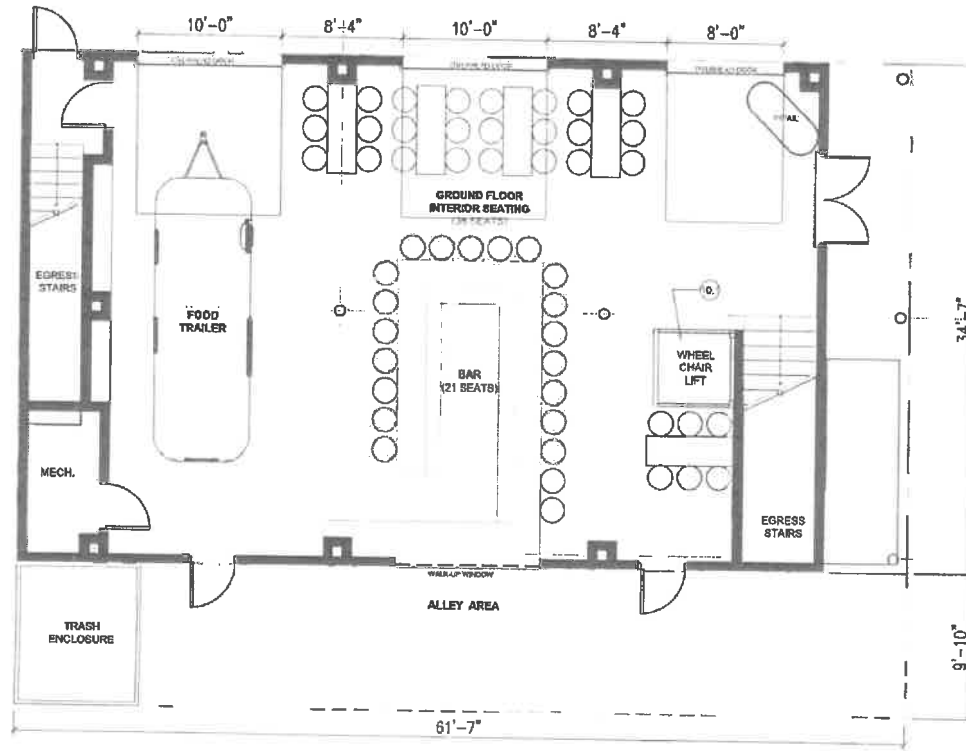 10'-0"
8'-4"
10'-0"
8'-4"
8'-0"
GROUND FLOOR
INTERIOR SEATING
EGRESS
STAIRS
FOOD
TRAILER
BAR
(21 SEATS)
WHEEL
CHAIR
LIFT
34'-7"
MECH.
EGRESS
STAIRS
WALK-UP WINDOW
ALLEY AREA
TRASH
ENCLOSURE
9'-10"
61'-7"